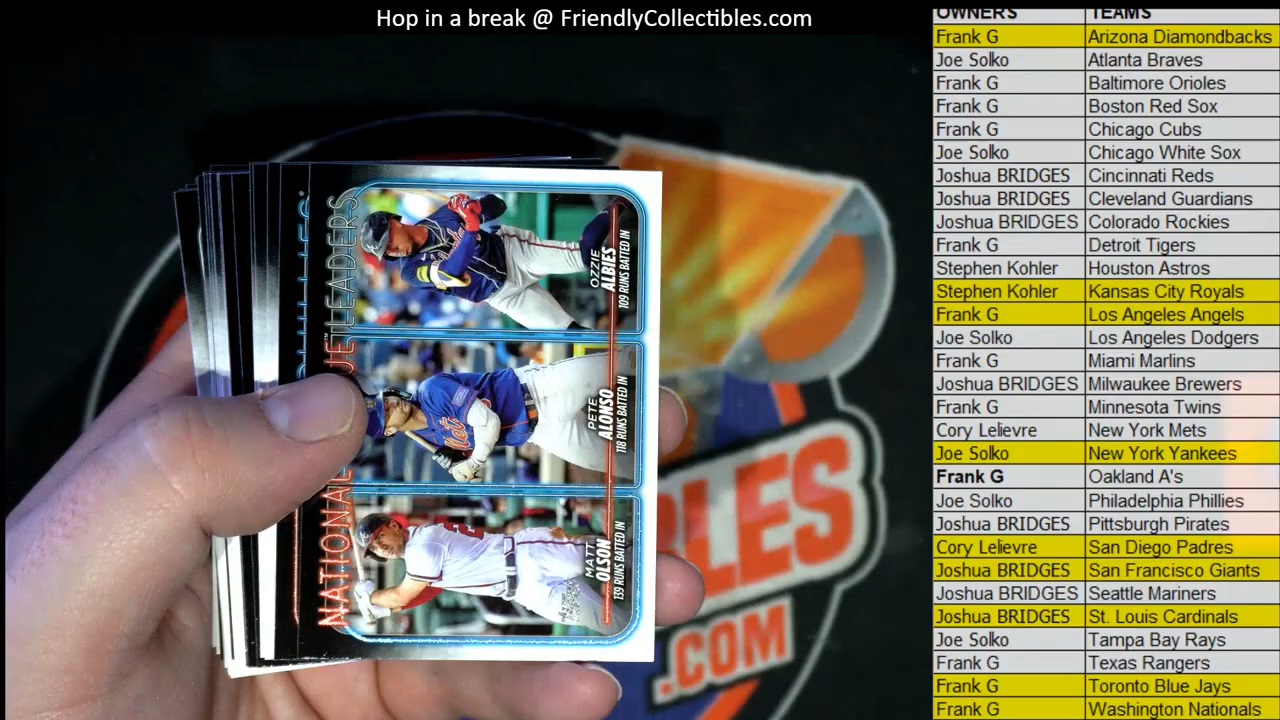 Hop in a break @ FriendlyCollectibles.com
OWNERS TEAMS
Frank G Arizona Diamondbacks
Joe Solko Atlanta Braves
Frank G Baltimore Orioles
Frank G Boston Red Sox
Frank G Chicago Cubs
Joe Solko Chicago White Sox
Joshua BRIDGES Cincinnati Reds
Joshua BRIDGES Cleveland Guardians
Joshua BRIDGES Colorado Rockies
Frank G Detroit Tigers
Stephen Kohler Houston Astros
Stephen Kohler Kansas City Royals
Frank G Los Angeles Angels
Joe Solko Los Angeles Dodgers
Frank G Miami Marlins
Joshua BRIDGES Milwaukee Brewers
Frank G Minnesota Twins
Cory Lelievre New York Mets
Joe Solko New York Yankees
Frank G Oakland A's
Joe Solko Philadelphia Phillies
Joshua BRIDGES Pittsburgh Pirates
Cory Lelievre San Diego Padres
Joshua BRIDGES San Francisco Giants
Joshua BRIDGES Seattle Mariners
Joshua BRIDGES St. Louis Cardinals
Joe Solko Tampa Bay Rays
Frank G Texas Rangers
Frank G Toronto Blue Jays
Frank G Washington Nationals
NATIONAL LEADERS
MATT
OLSON
139 RUNS BATTED IN
PETE
ALONSO
118 RUNS BATTED IN
OZZIE
ALBIES
109 RUNS BATTED IN
Mets
BLES
.COM